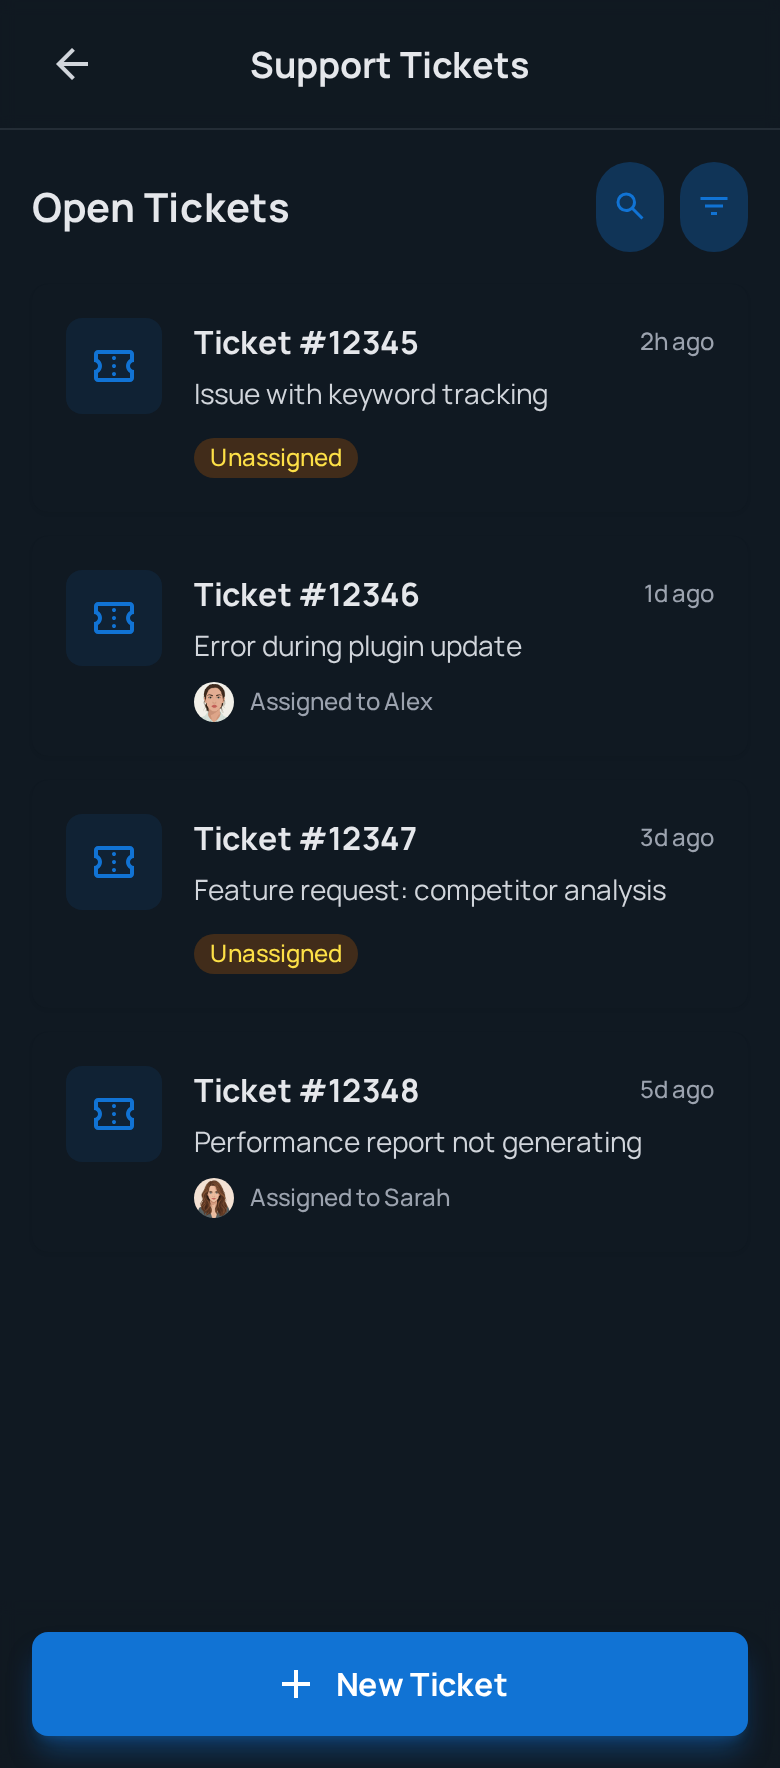 Support Tickets
Open Tickets
Ticket #12345
2h ago
Issue with keyword tracking
Unassigned
Ticket #12346
1d ago
Error during plugin update
Assigned to Alex
Ticket #12347
3d ago
Feature request: competitor analysis
Unassigned
Ticket #12348
5d ago
Performance report not generating
Assigned to Sarah
New Ticket